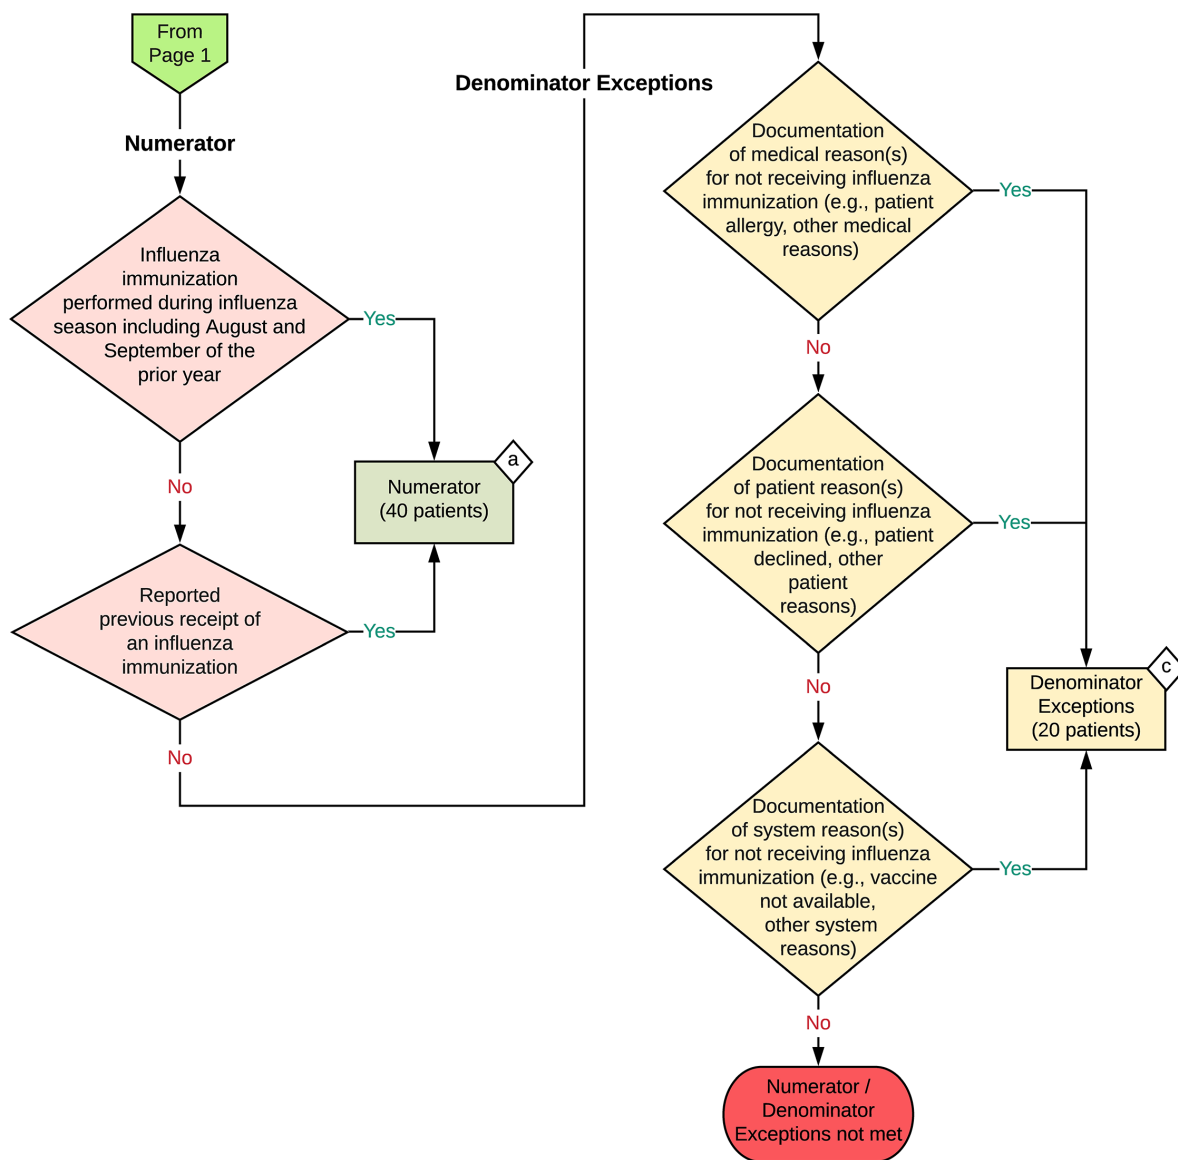 From
Page 1
Numerator
Influenza
immunization
performed during influenza
season including August and
September of the
prior year
Yes
No
a
Numerator
(40 patients)
Reported
previous receipt of
an influenza
immunization
Yes
No
Denominator Exceptions
Documentation
of medical reason(s)
for not receiving influenza
immunization (e.g., patient
allergy, other medical
reasons)
Yes
No
Documentation
of patient reason(s)
for not receiving influenza
immunization (e.g., patient
declined, other
patient
reasons)
Yes
No
c
Denominator
Exceptions
(20 patients)
Documentation
of system reason(s)
for not receiving influenza
immunization (e.g., vaccine
not available,
other system
reasons)
Yes
No
Numerator /
Denominator
Exceptions not met